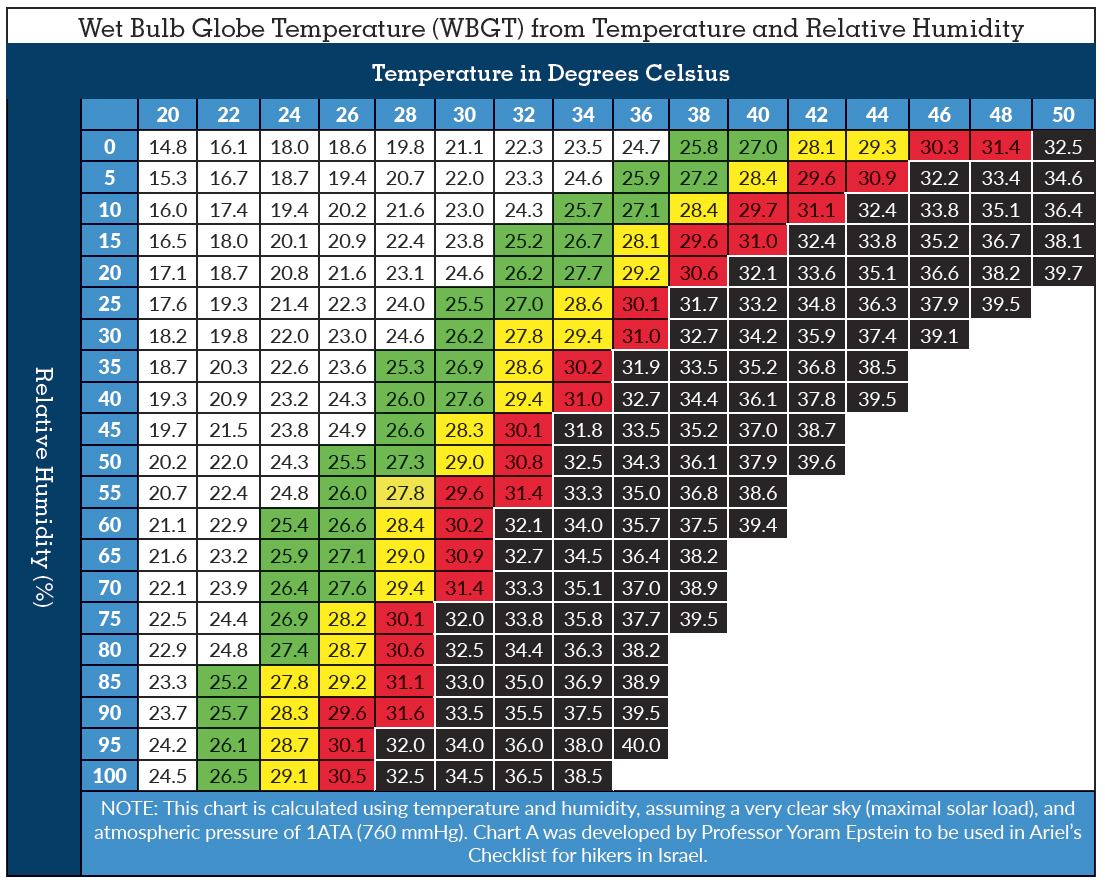 Wet Bulb Globe Temperature (WBGT) from Temperature and Relative Humidity
Temperature in Degrees Celsius
20 22 24 26 28 30 32 34 36 38 40 42 44 46 48 50
Relative Humidity (%)
0 14.8 16.1 18.0 18.6 19.8 21.1 22.3 23.5 24.7 25.8 27.0 28.1 29.3 30.3 31.4 32.5
5 15.3 16.7 18.7 19.4 20.7 22.0 23.3 24.6 25.9 27.2 28.4 29.6 30.9 32.2 33.4 34.6
10 16.0 17.4 19.4 20.2 21.6 23.0 24.3 25.7 27.1 28.4 29.7 31.1 32.4 33.8 35.1 36.4
15 16.5 18.0 20.1 20.9 22.4 23.8 25.2 26.7 28.1 29.6 31.0 32.4 33.8 35.2 36.7 38.1
20 17.1 18.7 20.8 21.6 23.1 24.6 26.2 27.7 29.2 30.6 32.1 33.6 35.1 36.6 38.2 39.7
25 17.6 19.3 21.4 22.3 24.0 25.5 27.0 28.6 30.1 31.7 33.2 34.8 36.3 37.9 39.5
30 18.2 19.8 22.0 23.0 24.6 26.2 27.8 29.4 31.0 32.7 34.2 35.9 37.4 39.1
35 18.7 20.3 22.6 23.6 25.3 26.9 28.6 30.2 31.9 33.5 35.2 36.8 38.5
40 19.3 20.9 23.2 24.3 26.0 27.6 29.4 31.0 32.7 34.4 36.1 37.8 39.5
45 19.7 21.5 23.8 24.9 26.6 28.3 30.1 31.8 33.5 35.2 37.0 38.7
50 20.2 22.0 24.3 25.5 27.3 29.0 30.8 32.5 34.3 36.1 37.9 39.6
55 20.7 22.4 24.8 26.0 27.8 29.6 31.4 33.3 35.0 36.8 38.6
60 21.1 22.9 25.4 26.6 28.4 30.2 32.1 34.0 35.7 37.5 39.4
65 21.6 23.2 25.9 27.1 29.0 30.9 32.7 34.5 36.4 38.2
70 22.1 23.9 26.4 27.6 29.4 31.4 33.3 35.1 37.0 38.9
75 22.5 24.4 26.9 28.2 30.1 32.0 33.8 35.8 37.7 39.5
80 22.9 24.8 27.4 28.7 30.6 32.5 34.4 36.3 38.2
85 23.3 25.2 27.8 29.2 31.1 33.0 35.0 36.9 38.9
90 23.7 25.7 28.3 29.6 31.6 33.5 35.5 37.5 39.5
95 24.2 26.1 28.7 30.1 32.0 34.0 36.0 38.0 40.0
100 24.5 26.5 29.1 30.5 32.5 34.5 36.5 38.5
NOTE: This chart is calculated using temperature and humidity, assuming a very clear sky (maximal solar load), and
atmospheric pressure of 1ATA (760 mmHg). Chart A was developed by Professor Yoram Epstein to be used in Ariel's
Checklist for hikers in Israel.